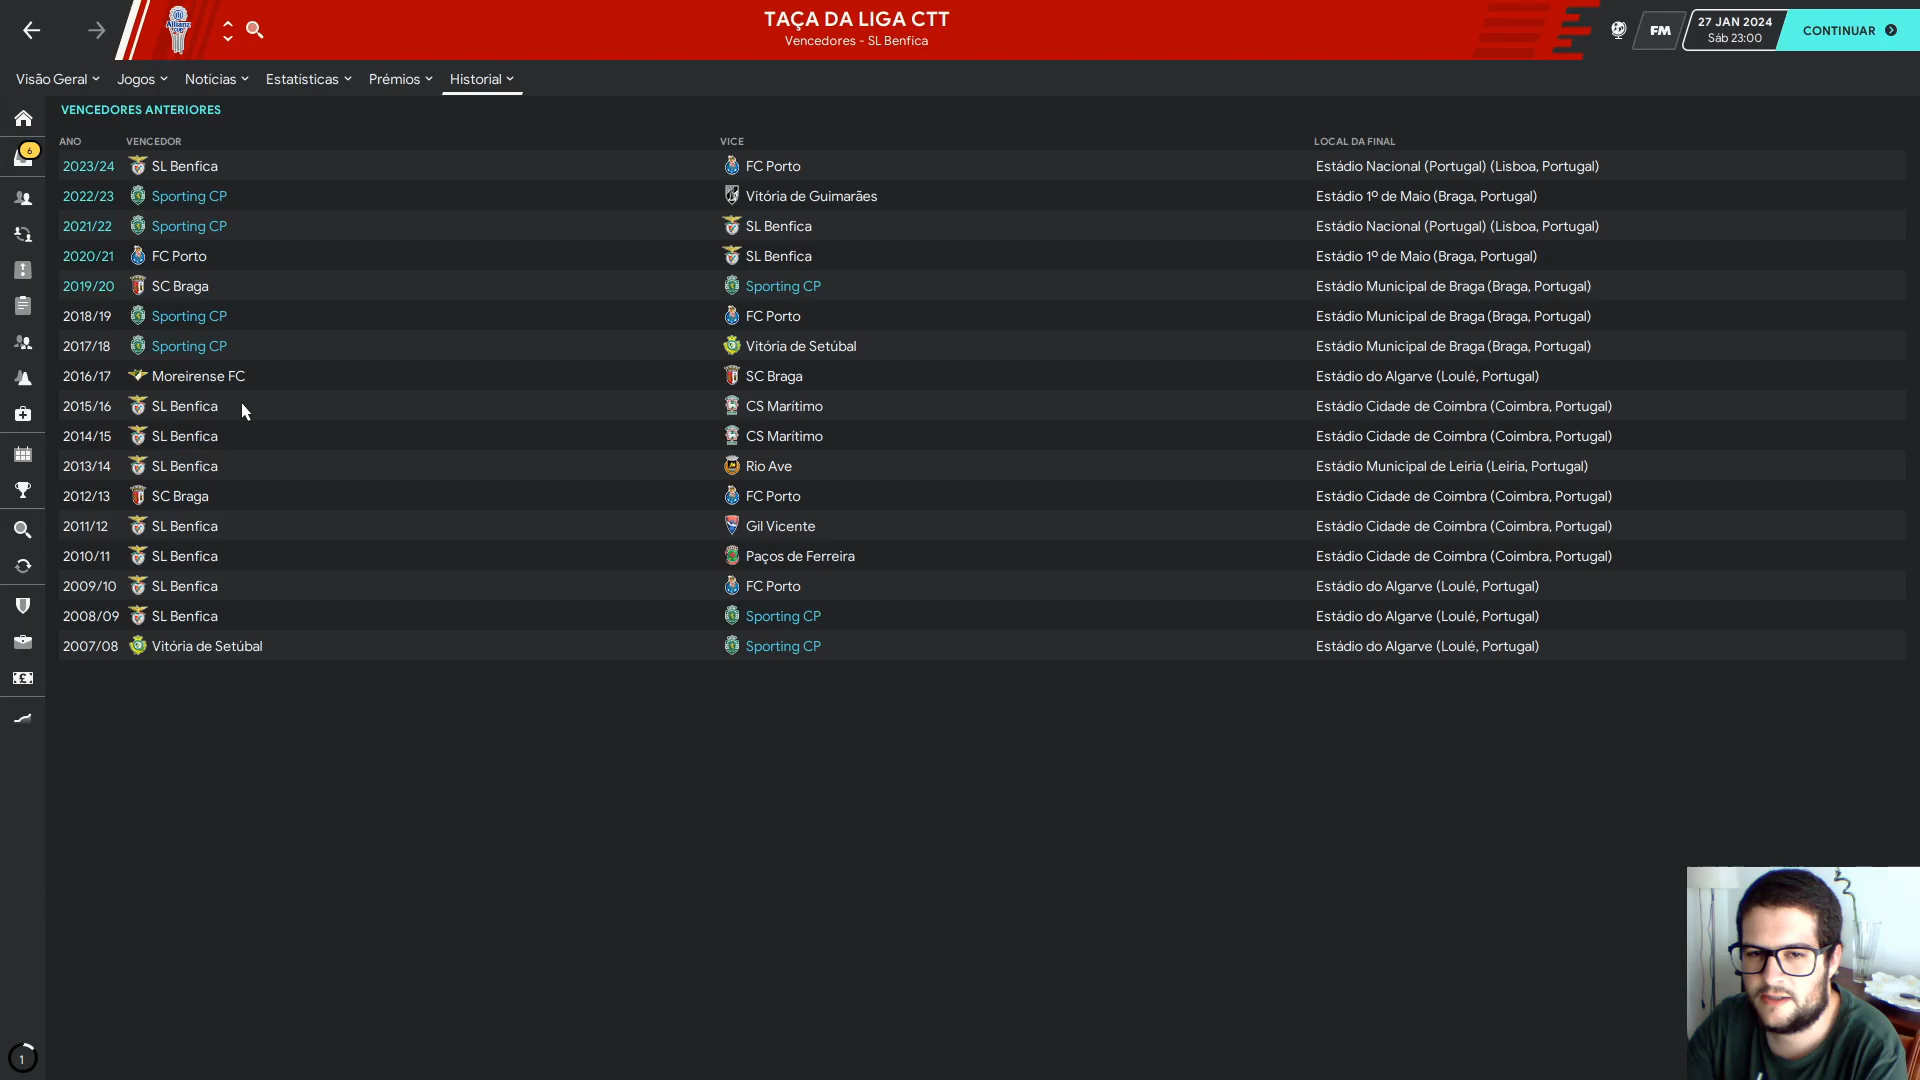 TAÇA DA LIGA CTT
Vencedores - SL Benfica
FM
27 JAN 2024
Sáb 23:00
CONTINUAR
Visão Geral Jogos Notícias Estatísticas Prémios Historial
6
VENCEDORES ANTERIORES
ANO VENCEDOR VICE LOCAL DA FINAL
2023/24 SL Benfica FC Porto Estádio Nacional (Portugal) (Lisboa, Portugal)
2022/23 Sporting CP Vitória de Guimarães Estádio 1º de Maio (Braga, Portugal)
2021/22 Sporting CP SL Benfica Estádio Nacional (Portugal) (Lisboa, Portugal)
2020/21 FC Porto SL Benfica Estádio 1º de Maio (Braga, Portugal)
2019/20 SC Braga Sporting CP Estádio Municipal de Braga (Braga, Portugal)
2018/19 Sporting CP FC Porto Estádio Municipal de Braga (Braga, Portugal)
2017/18 Sporting CP Vitória de Setúbal Estádio Municipal de Braga (Braga, Portugal)
2016/17 Moreirense FC SC Braga Estádio do Algarve (Loulé, Portugal)
2015/16 SL Benfica CS Marítimo Estádio Cidade de Coimbra (Coimbra, Portugal)
2014/15 SL Benfica CS Marítimo Estádio Cidade de Coimbra (Coimbra, Portugal)
2013/14 SL Benfica Rio Ave Estádio Municipal de Leiria (Leiria, Portugal)
2012/13 SC Braga FC Porto Estádio Cidade de Coimbra (Coimbra, Portugal)
2011/12 SL Benfica Gil Vicente Estádio Cidade de Coimbra (Coimbra, Portugal)
2010/11 SL Benfica Paços de Ferreira Estádio Cidade de Coimbra (Coimbra, Portugal)
2009/10 SL Benfica FC Porto Estádio do Algarve (Loulé, Portugal)
2008/09 SL Benfica Sporting CP Estádio do Algarve (Loulé, Portugal)
2007/08 Vitória de Setúbal Sporting CP Estádio do Algarve (Loulé, Portugal)
1